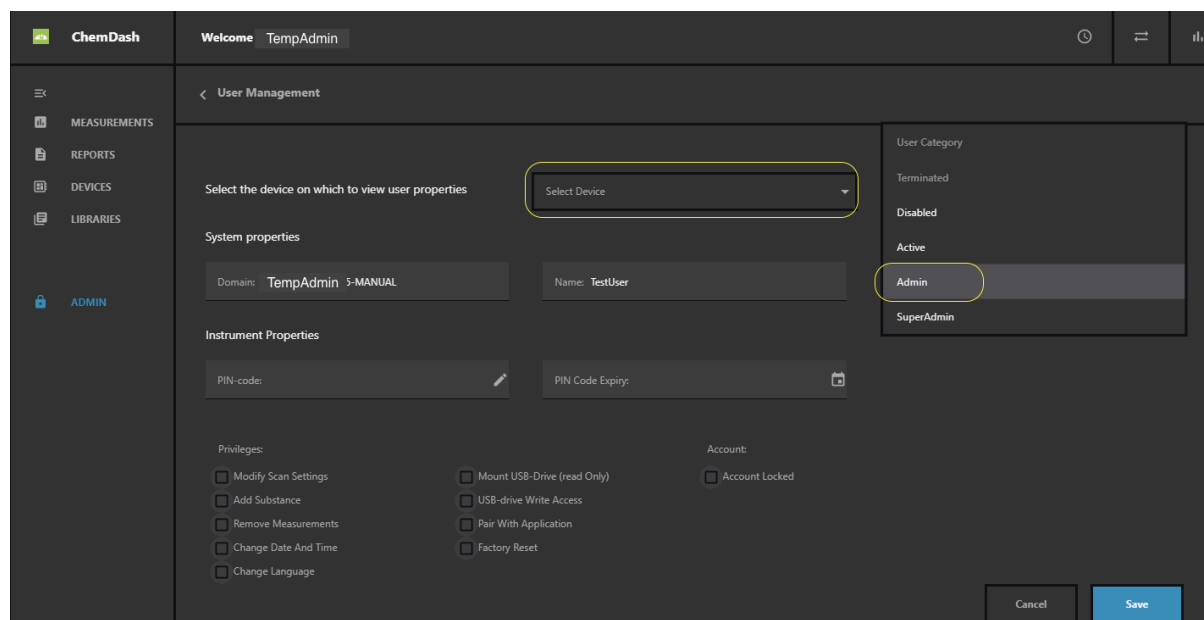 ChemDash
Welcome TempAdmin
User Management
MEASUREMENTS
REPORTS
DEVICES
LIBRARIES
ADMIN
Select the device on which to view user properties
Select Device
User Category
Terminated
Disabled
Active
Admin
SuperAdmin
System properties
Domain: TempAdmin 5-MANUAL
Name: TestUser
Instrument Properties
PIN-code:
PIN Code Expiry:
Privileges:
Modify Scan Settings
Add Substance
Remove Measurements
Change Date And Time
Change Language
Mount USB-Drive (read Only)
USB-drive Write Access
Pair With Application
Factory Reset
Account:
Account Locked
Cancel
Save